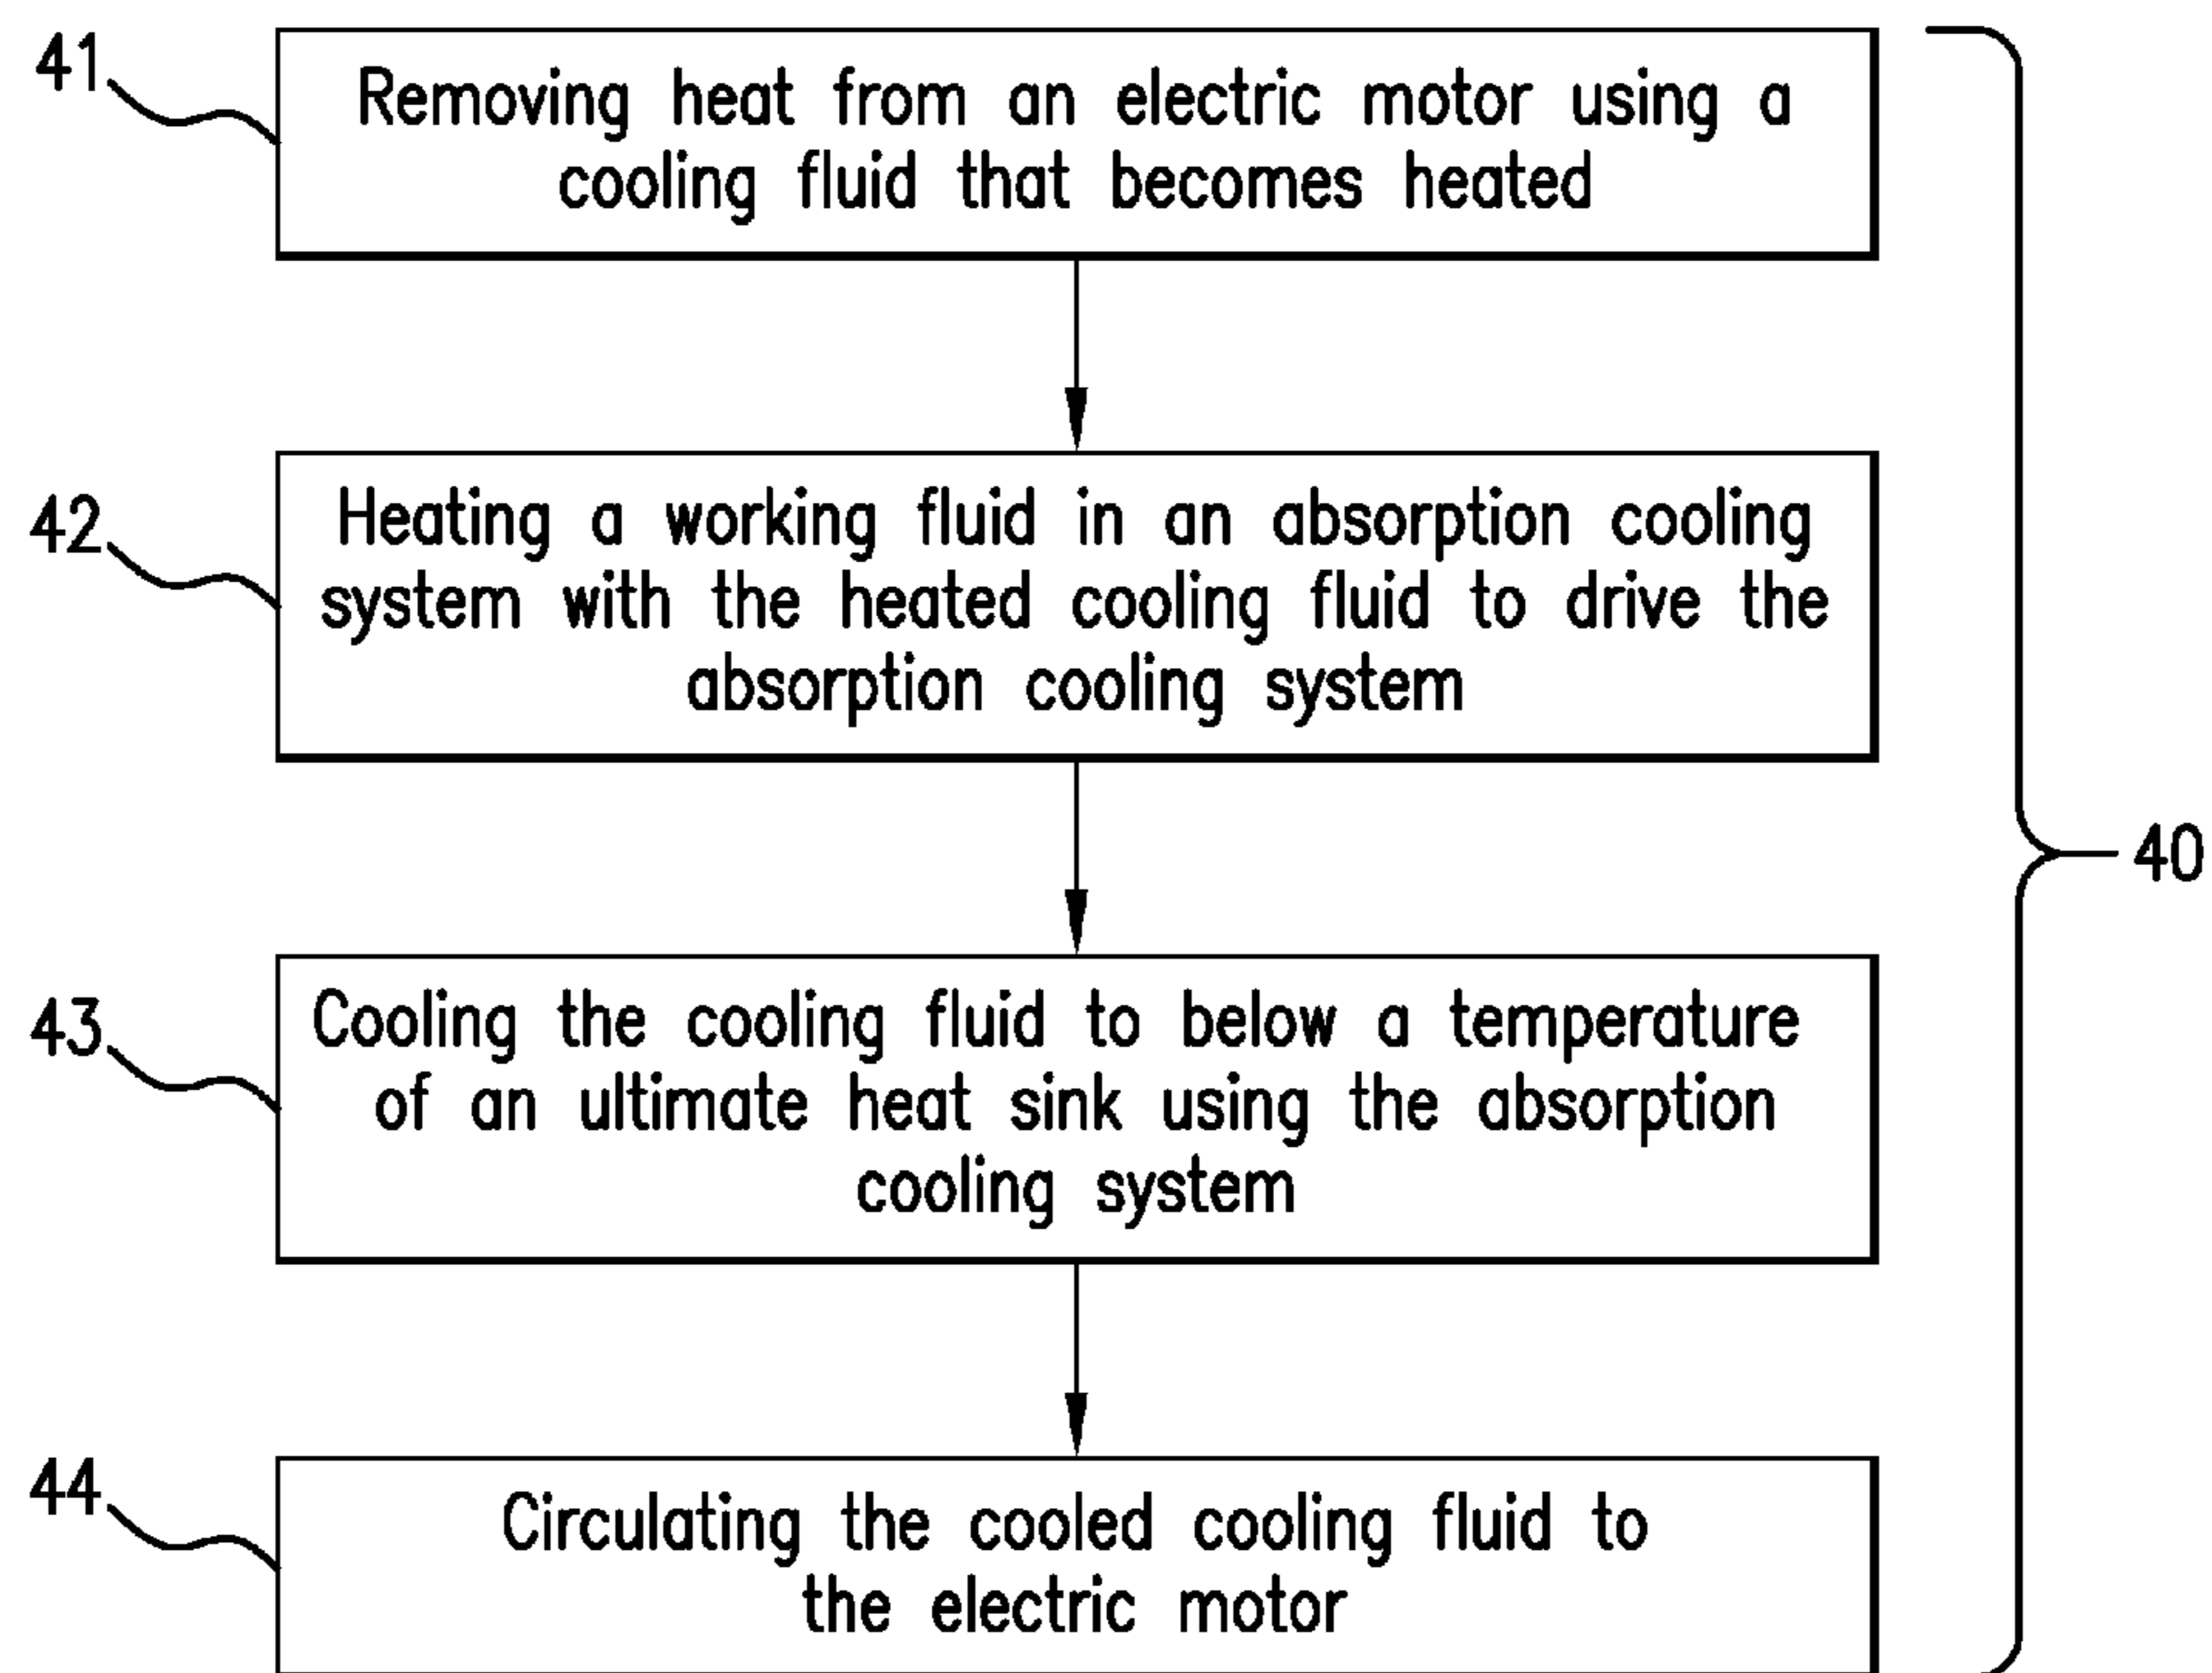 41
Removing heat from an electric motor using a
cooling fluid that becomes heated
42
Heating a working fluid in an absorption cooling
system with the heated cooling fluid to drive the
absorption cooling system
40
43
Cooling the cooling fluid to below a temperature
of an ultimate heat sink using the absorption
cooling system
44
Circulating the cooled cooling fluid to
the electric motor